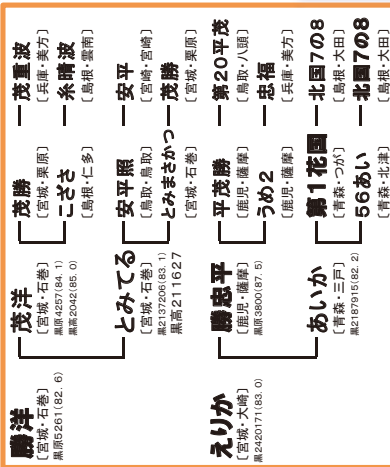 勝洋
［宮城・石巻］
黒原5261(82.6)
えりか
［宮城・大崎］
黒2420171(83.0)
茂洋
［宮城・石巻］
黒原4257(84.1)
黒高2042(85.0)
とみてる
［宮城・石巻］
黒2137206(83.1)
黒高211627
勝忠平
［鹿児・薩摩］
黒原3800(87.5)
あいか
［青森・三戸］
黒2187915(82.2)
茂勝
［宮城・栗原］
こざさ
［島根・仁多］
安平照
［鳥取・鳥取］
とみまさかつ
［宮城・石巻］
平茂勝
［鹿児・薩摩］
うめ2
［鹿児・薩摩］
第1花国
［青森・つが］
56あい
［青森・北津］
茂重波
［兵庫・美方］
糸晴波
［島根・雲南］
安平
［宮崎・宮崎］
茂勝
［宮城・栗原］
第20平茂
［鳥取・八頭］
忠福
［兵庫・美方］
北国7の8
［島根・大田］
北国7の8
［島根・大田］